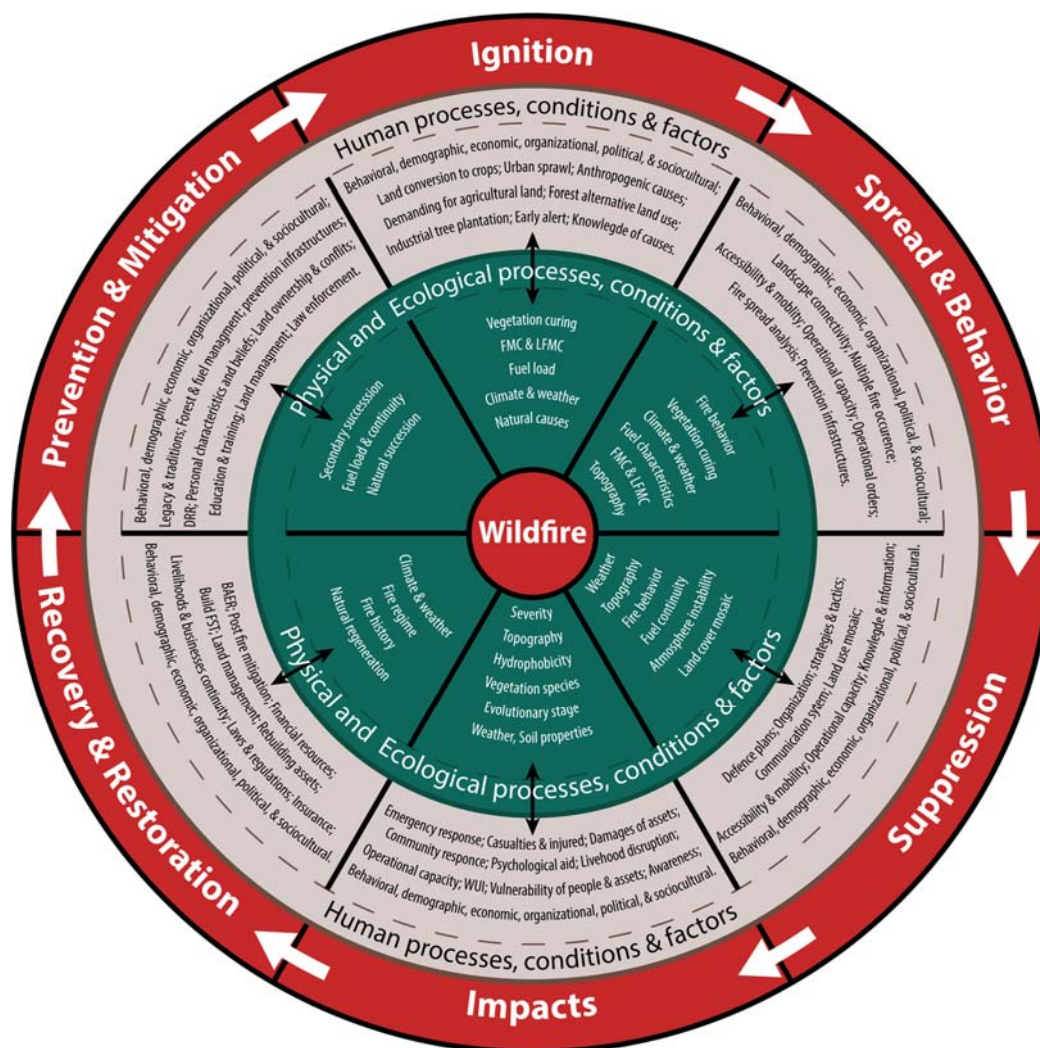 Ignition
Human processes, conditions & factors
Behavioral, demographic, economic, organizational, political, & sociocultural;
Land conversion to crops; Urban sprawl; Anthropogenic causes;
Demanding for agricultural land; Forest alternative land use;
Industrial tree plantation; Early alert; Knowlegde of causes.
Physical and Ecological processes, conditions & factors
Vegetation curing
FMC & LFMC
Fuel load
Climate & weather
Natural causes
Spread & Behavior
Behavioral, demographic, economic, organizational, political, & sociocultural;
Landscape connectivity; Multiple fire occurence;
Accessibility & moblity; Operational capacity; Operational orders;
Fire spread analysis; Prevention infrastructures.
Fire behavior
Vegetation curing
Climate & weather
Fuel characteristics
FMC & LFMC
Topography
Suppression
Weather
Topography
Fire behavior
Fuel continuity
Atmosphere instability
Land cover mosaic
Defence plans; Organization; strategies & tactics;
Communication sytem; Land use mosaic;
Accessibility & mobility; Operational capacity; Knowlegde & information;
Behavioral, demographic, economic, organizational, political, & sociocultural.
Impacts
Severity
Topography
Hydrophobicity
Vegetation species
Evolutionary stage
Weather, Soil properties
Physical and Ecological processes, conditions & factors
Emergency response; Casualties & injured; Damages of assets;
Community responce; Psychological aid; Livehood disruption;
Operational capacity; WUI; Vulnerability of people & assets; Awareness;
Behavioral, demographic, economic, organizational, political, & sociocultural.
Human processes, conditions & factors
Recovery & Restoration
Climate & weather
Fire regime
Fire history
Natural regeneration
BAER; Post fire mitigation; Financial resources;
Build FST; Land management; Rebuilding assets;
Livelihoods & businesses continuity; Laws & regulations; Insurance;
Behavioral, demographic, economic, organizational, political, & sociocultural.
Prevention & Mitigation
Behavioral, demographic, economic, organizational, political, & sociocultural;
Legacy & traditions; Forest & fuel managment; prevention infrastructures;
DRR; Personal characteristics and beliefs; Land ownership & conflicts;
Education & training; Land managment; Law enforcement.
Secondary successsion
Fuel load & continuity
Natural succession
Wildfire